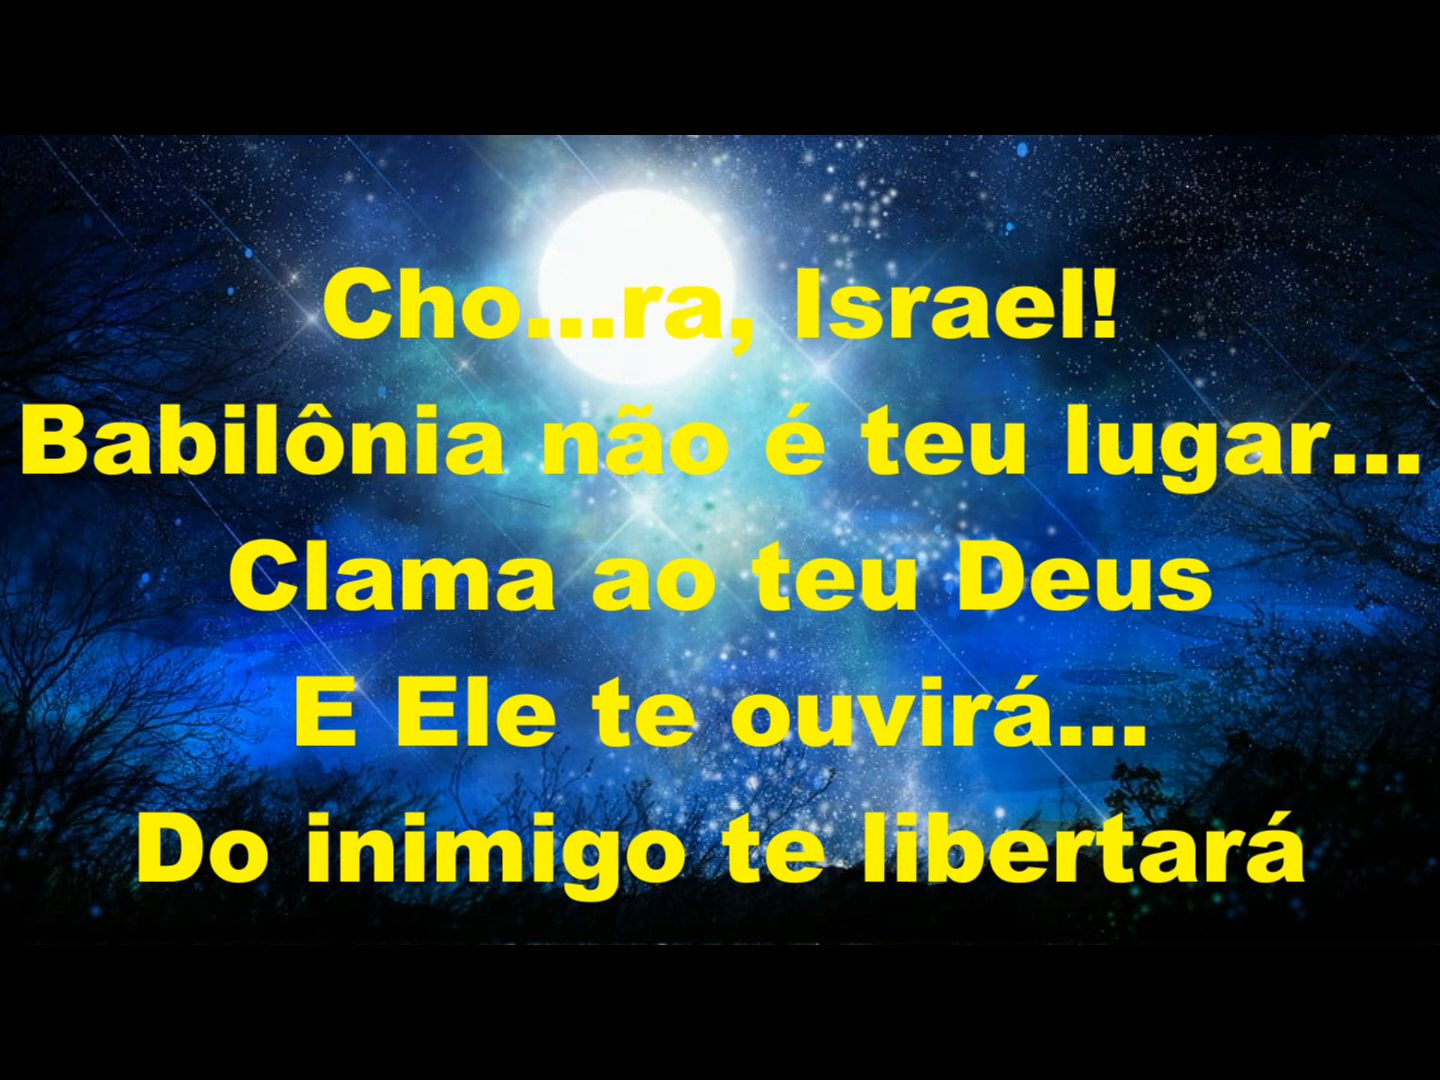 Cho...ra, Israel!
Babilônia não é teu lugar...
Clama ao teu Deus
E Ele te ouvirá...
Do inimigo te libertará